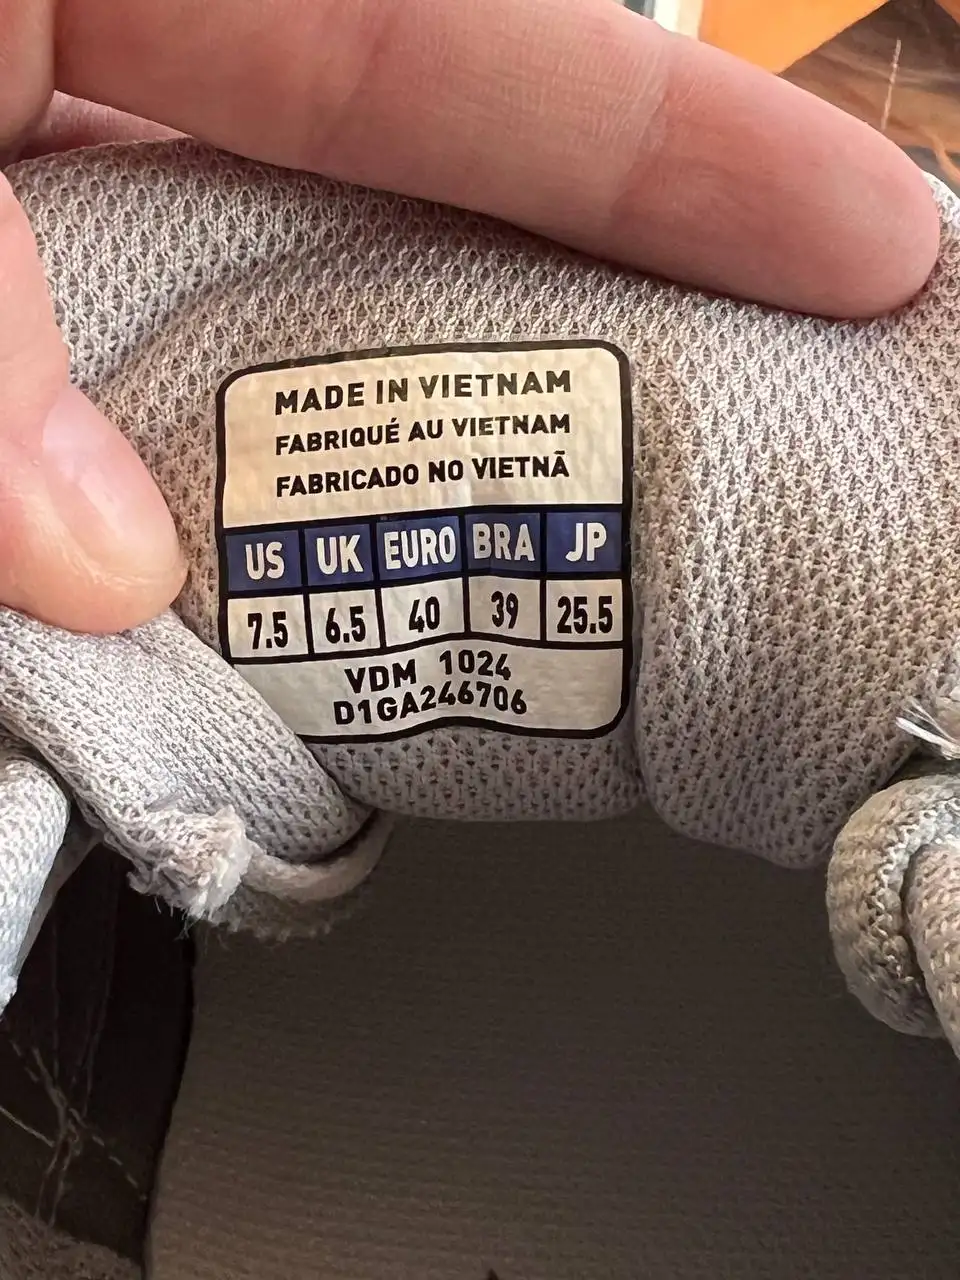 MADE IN VIETNAM
FABRIQUÉ AU VIETNAM
FABRICADO NO VIETNÃ
US UK EURO BRA JP
7.5 6.5 40 39 25.5
VDM 1024
D1GA246706